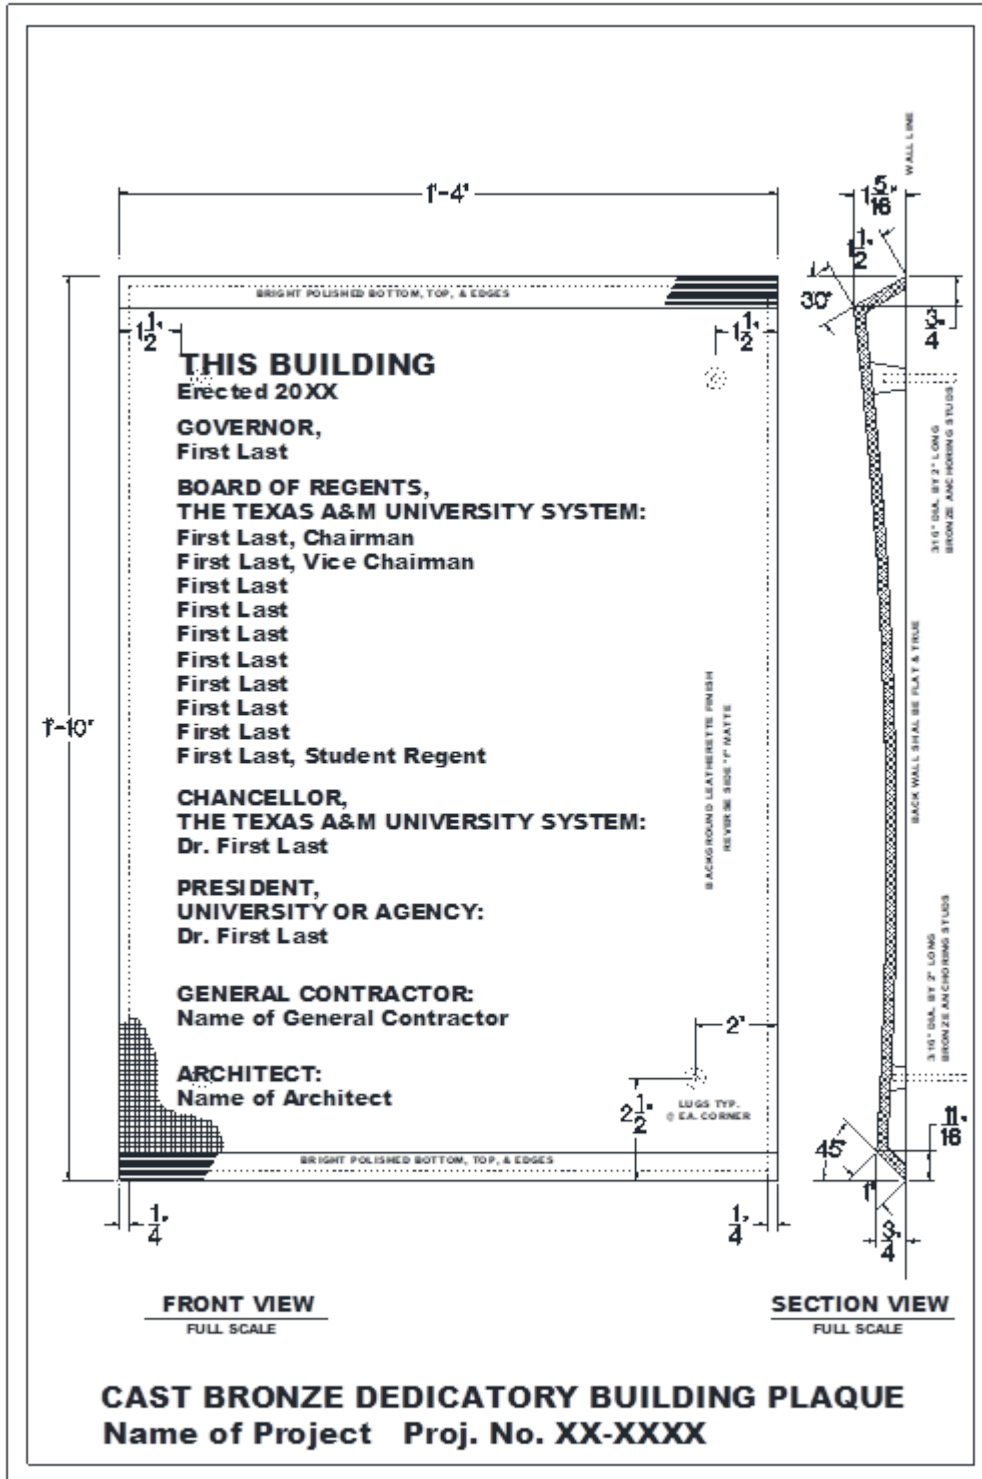 WALL LINE
1'-4"
1 5/16"
1 1/2"
30°
3/4"
BRIGHT POLISHED BOTTOM, TOP, & EDGES
1 1/2"
1 1/2"
THIS BUILDING
Erected 20XX
GOVERNOR,
First Last
BOARD OF REGENTS,
THE TEXAS A&M UNIVERSITY SYSTEM:
First Last, Chairman
First Last, Vice Chairman
First Last
First Last
First Last
First Last
First Last
First Last
First Last
First Last, Student Regent
CHANCELLOR,
THE TEXAS A&M UNIVERSITY SYSTEM:
Dr. First Last
PRESIDENT,
UNIVERSITY OR AGENCY:
Dr. First Last
GENERAL CONTRACTOR:
Name of General Contractor
ARCHITECT:
Name of Architect
1'-10"
BACKGROUND LEATHERETTE FINISH
REVERSE SIDE "F" MATTE
3/16" DIA. BY 2" LONG
BRONZE ANCHORING STUDS
BACK WALL SHAL BE FLAT & TRUE
3/16" DIA. BY 2" LONG
BRONZE ANCHORING STUDS
2"
2 1/2"
LUGS TYP.
@ EA. CORNER
BRIGHT POLISHED BOTTOM, TOP, & EDGES
11/16"
45°
1"
3/4"
1/4"
1/4"
FRONT VIEW
FULL SCALE
SECTION VIEW
FULL SCALE
CAST BRONZE DEDICATORY BUILDING PLAQUE
Name of Project Proj. No. XX-XXXX